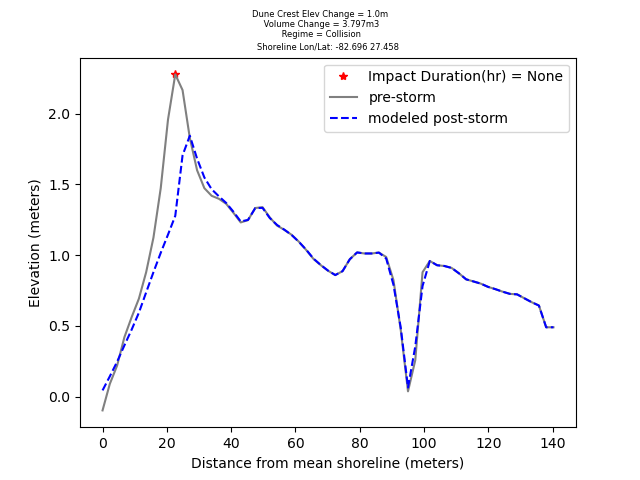 Dune Crest Elev Change = 1.0m
Volume Change = 3.797m3
Regime = Collision
Shoreline Lon/Lat: -82.696 27.458
Impact Duration(hr) = None
pre-storm
modeled post-storm
Elevation (meters)
2.0
1.5
1.0
0.5
0.0
0 20 40 60 80 100 120 140
Distance from mean shoreline (meters)